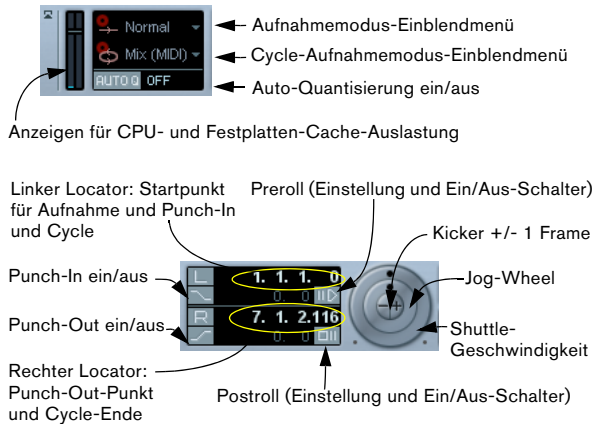 Normal
Aufnahmemodus-Einblendmenü
Mix (MIDI)
Cycle-Aufnahmemodus-Einblendmenü
AUTO Q OFF
Auto-Quantisierung ein/aus
Anzeigen für CPU- und Festplatten-Cache-Auslastung
Linker Locator: Startpunkt
für Aufnahme und Punch-In
und Cycle
Preroll (Einstellung und Ein/Aus-Schalter)
Kicker +/- 1 Frame
Punch-In ein/aus
L 1. 1. 1. 0
0. 0
Jog-Wheel
Punch-Out ein/aus
R 7. 1. 2.116
0. 0
Shuttle-
Geschwindigkeit
Rechter Locator:
Punch-Out-Punkt
und Cycle-Ende
Postroll (Einstellung und Ein/Aus-Schalter)